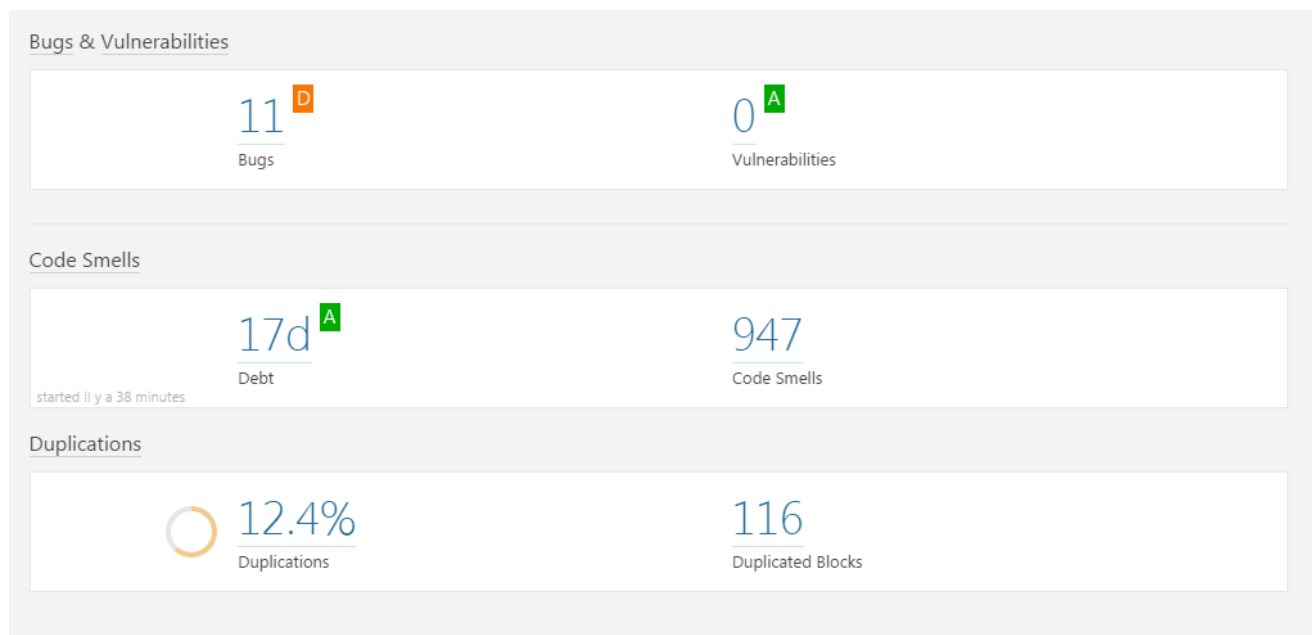 Bugs & Vulnerabilities
11 D
0 A
Bugs
Vulnerabilities
Code Smells
17d A
947
Debt
Code Smells
started il y a 38 minutes
Duplications
12.4%
116
Duplications
Duplicated Blocks